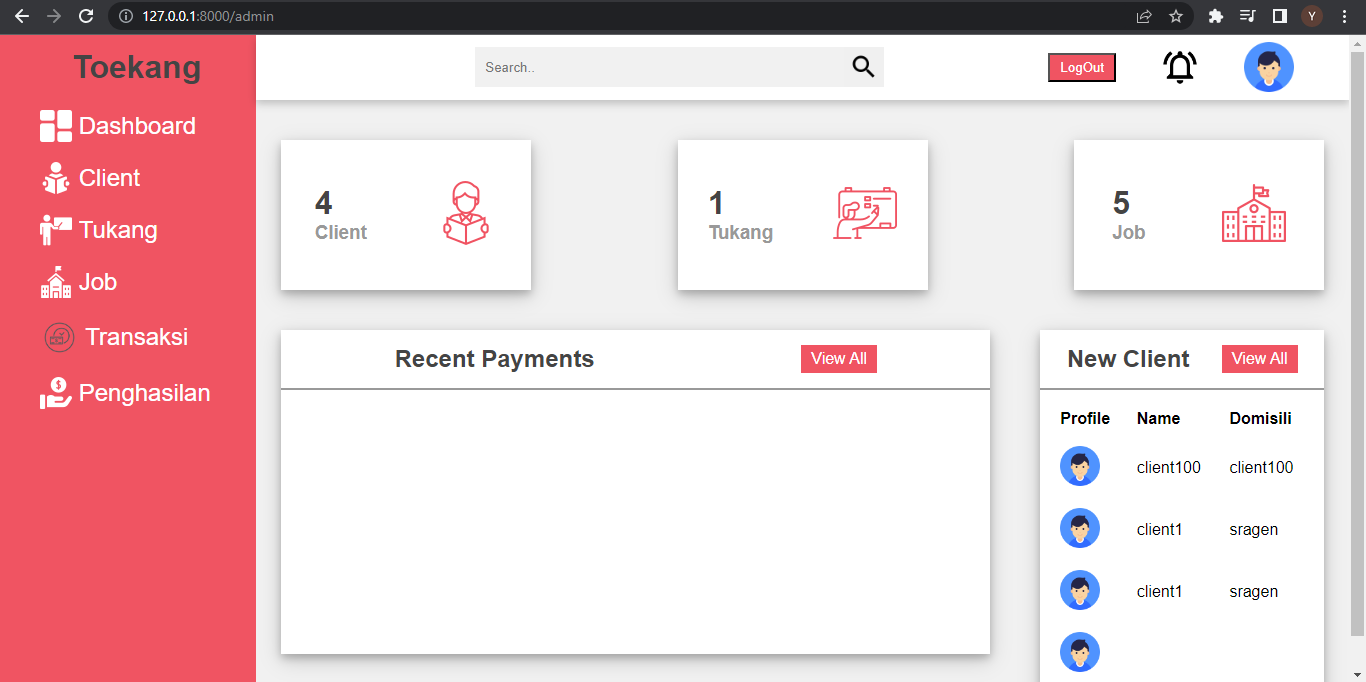 127.0.0.1:8000/admin
Y
Toekang
Dashboard
Client
Tukang
Job
Transaksi
Penghasilan
Search..
LogOut
4
Client
1
Tukang
5
Job
Recent Payments View All
New Client View All
Profile Name Domisili
client100 client100
client1 sragen
client1 sragen